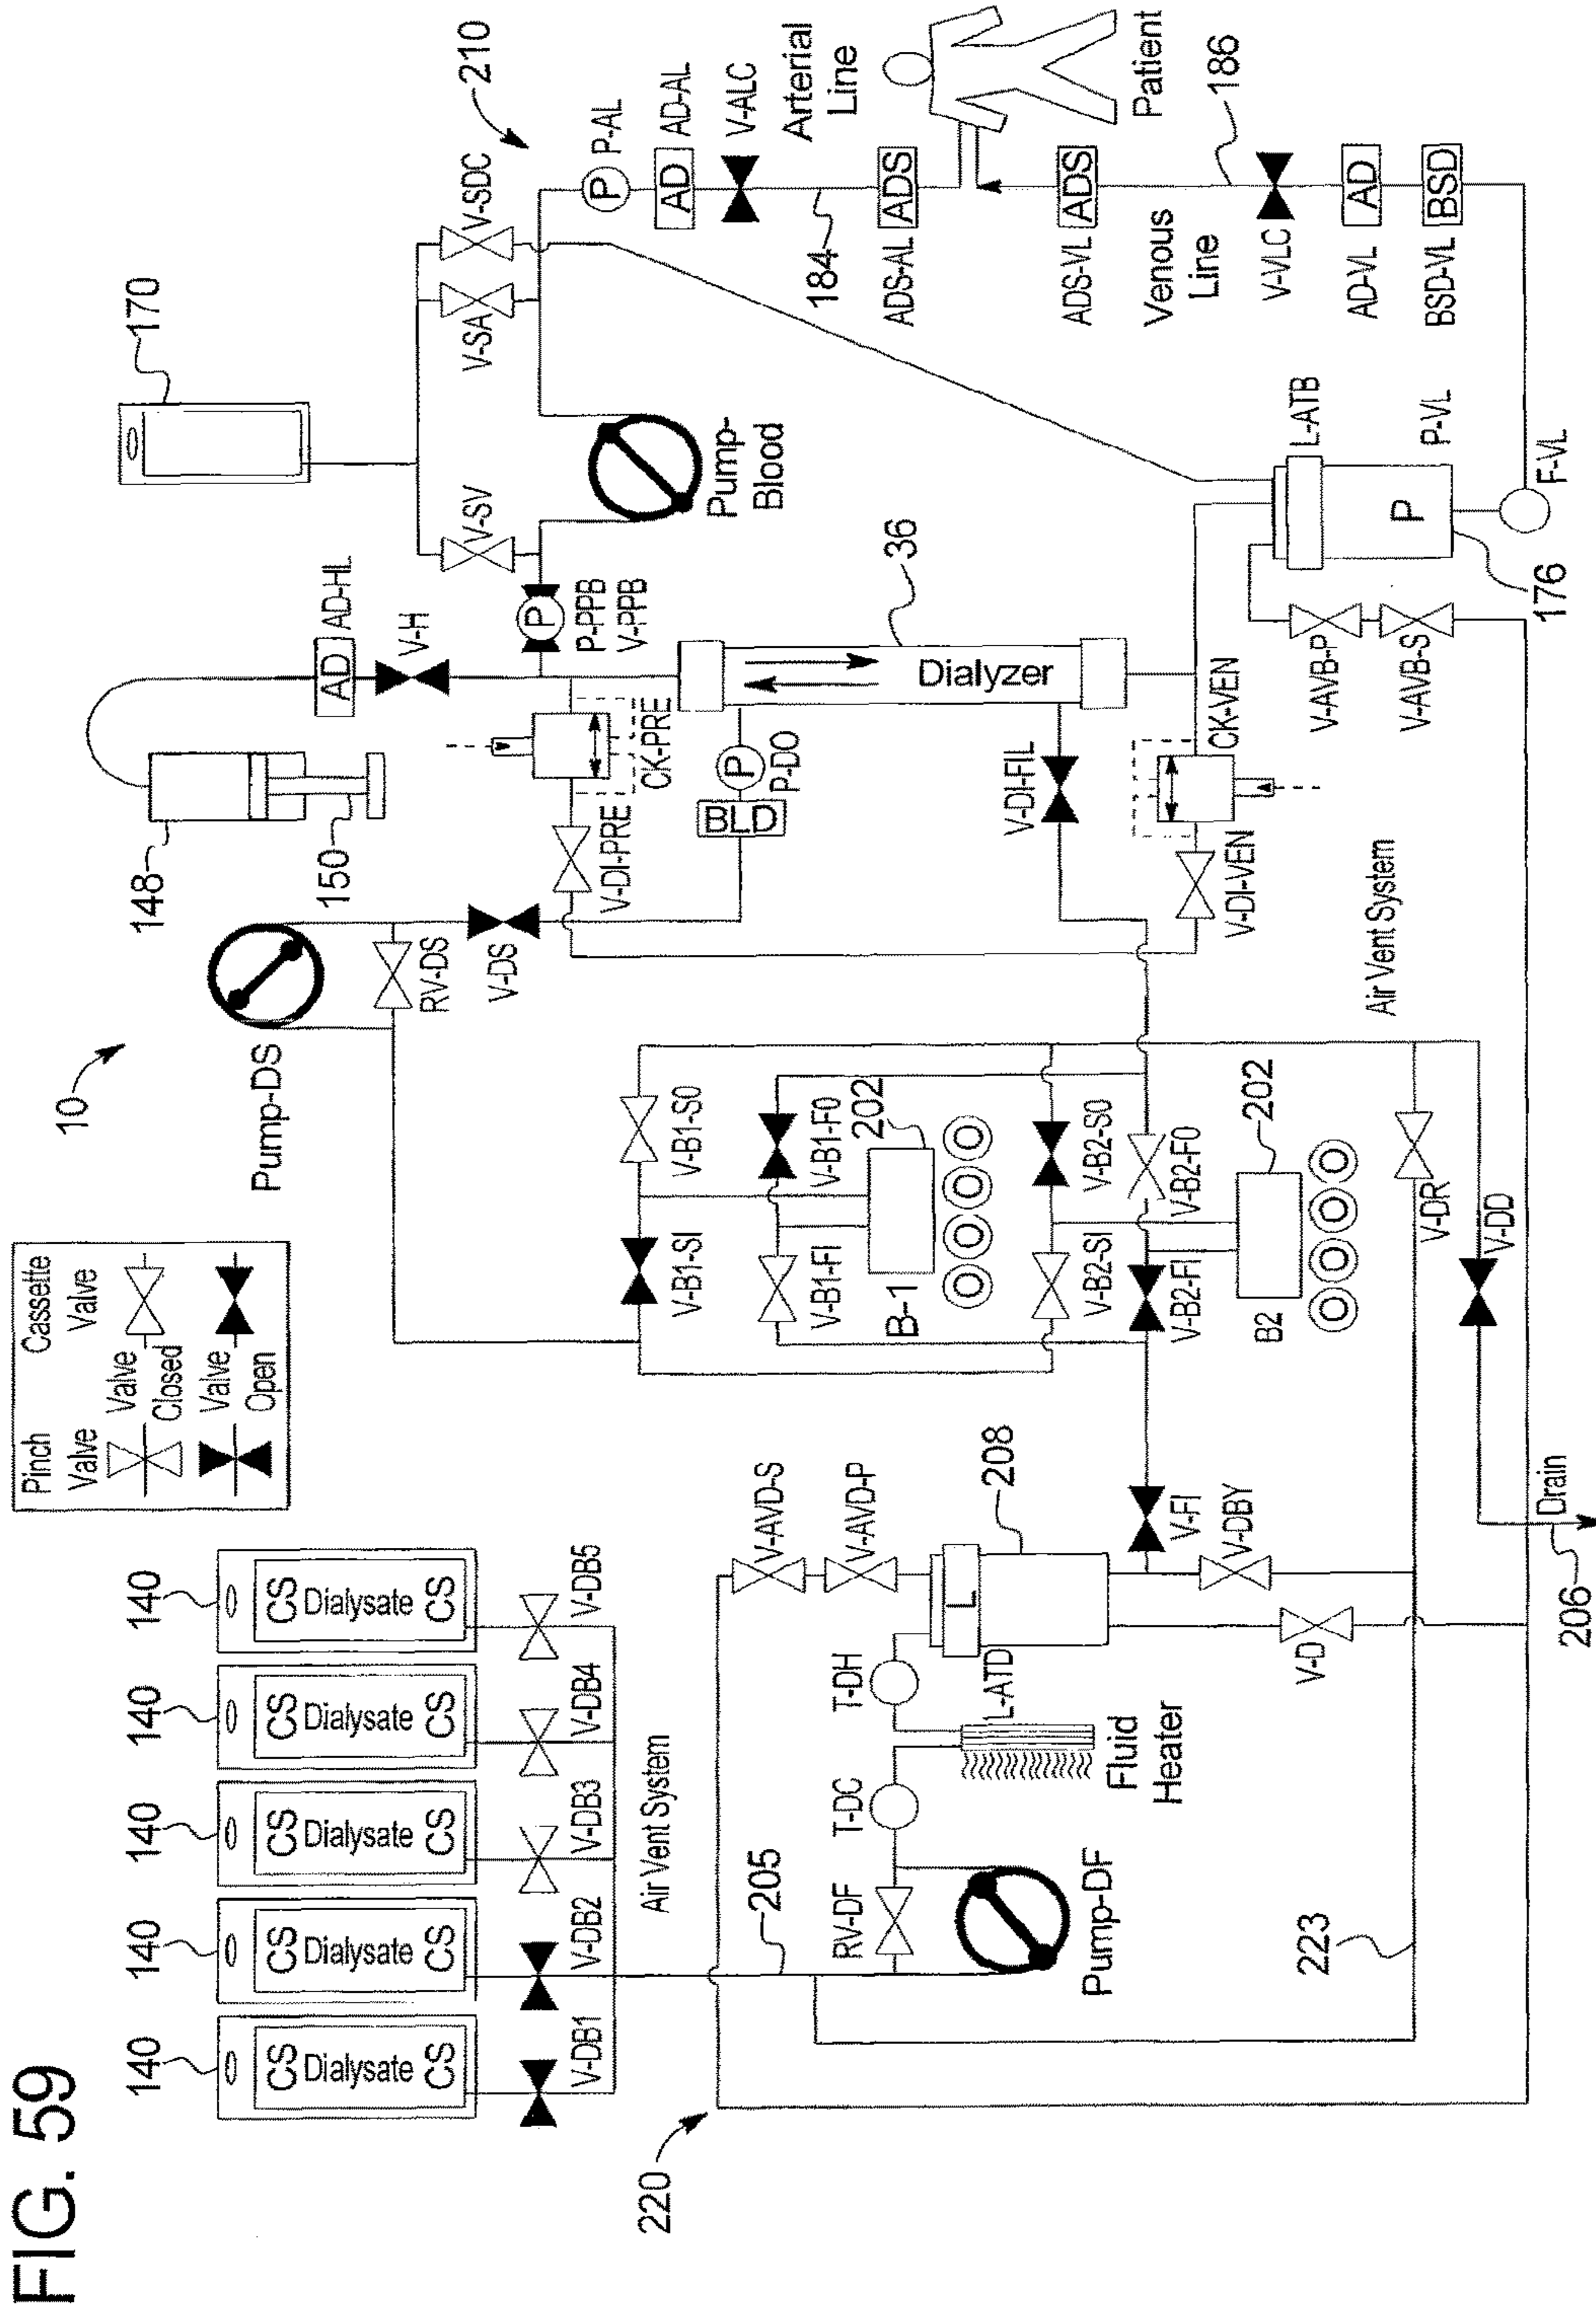 FIG. 59
Pinch
Valve
Cassette
Valve
Valve
Closed
Valve
Open
10
140
140
140
140
140
CS Dialysate CS
CS Dialysate CS
CS Dialysate CS
CS Dialysate CS
CS Dialysate CS
V-DB1
V-DB2
V-DB3
V-DB4
V-DB5
Air Vent System
220
205
V-AVD-S
V-AVD-P
RV-DF
Pump-DF
T-DC
T-DH
Fluid
Heater
L-ATD
L
208
V-FI
V-DBY
V-D
223
206
Drain
Pump-DS
RV-DS
V-DS
V-B1-SI
V-B1-S0
V-B1-FI
V-B1-F0
B-1
202
V-B2-SI
V-B2-S0
V-B2-FI
V-B2-F0
B2
202
V-DR
V-DD
Air Vent System
148
150
AD
AD-HL
V-H
V-DI-PRE
CK-PRE
P
P-PPB
V-PPB
BLD
P
P-DO
Dialyzer
36
V-DI-FIL
V-DI-VEN
CK-VEN
170
V-SV
V-SA
V-SDC
Pump-
Blood
210
P
P-AL
AD
AD-AL
V-ALC
Arterial
Line
184
ADS
ADS-AL
Patient
ADS
ADS-VL
Venous
Line
186
V-VLC
AD
AD-VL
BSD
BSD-VL
L-ATB
P
P-VL
F-VL
176
V-AVB-P
V-AVB-S